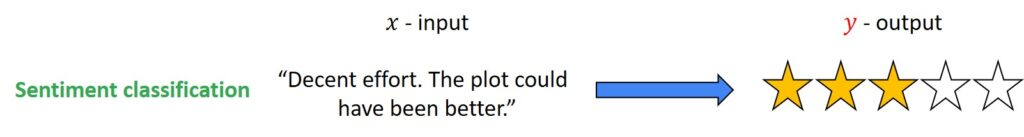 x - input
y - output
Sentiment classification
“Decent effort. The plot could
have been better.”